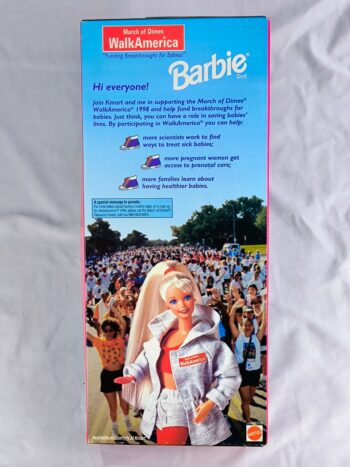 March of Dimes
WalkAmerica
"Funding Breakthroughs for Babies"
Barbie
Doll
Hi everyone!
Join Kmart and me in supporting the March of Dimes®
WalkAmerica® 1998 and help fund breakthroughs for
babies. Just think, you can have a role in saving babies'
lives. By participating in WalkAmerica® you can help:
more scientists work to find
ways to treat sick babies;
more pregnant women get
access to prenatal care;
more families learn about
having healthier babies.
A special message to parents:
WalkAmerica
Available exclusively at Kmart